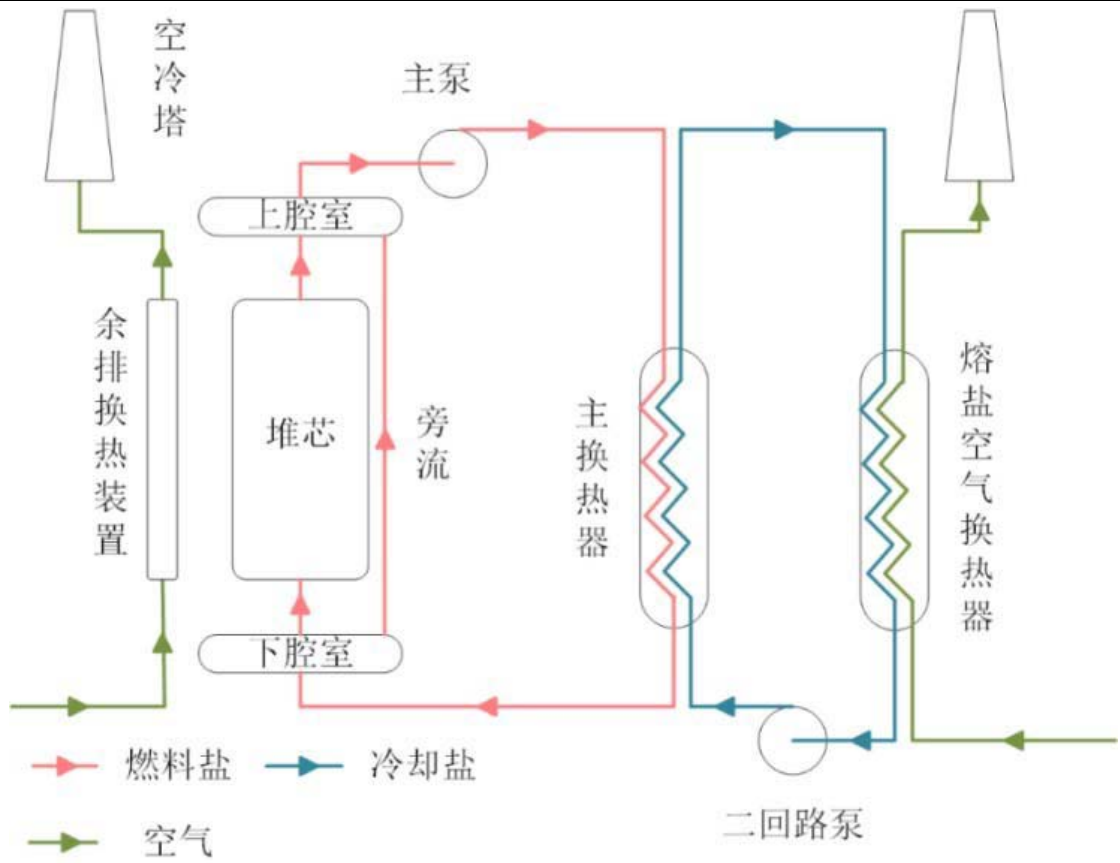 空冷塔
主泵
上腔室
余排换热装置
堆芯
旁流
主换热器
熔盐空气换热器
下腔室
燃料盐
冷却盐
二回路泵
空气